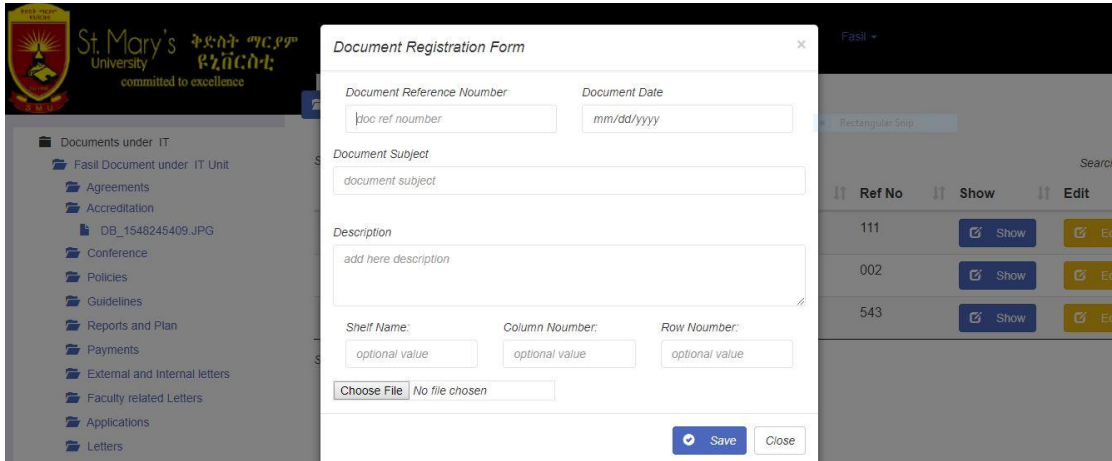 St. Mary's ቅድስት ማርያም
University ዩኒቨርስቲ
committed to excellence
S M U
Fasil
Document Registration Form
×
Document Reference Noumber
Document Date
doc ref noumber
mm/dd/yyyy
Rectangular Snip
Document Subject
document subject
Description
add here description
Shelf Name:
Column Noumber:
Row Noumber:
optional value
optional value
optional value
Choose File No file chosen
Save
Close
Documents under IT
Fasil Document under IT Unit
Agreements
Accreditation
DB_1548245409.JPG
Conference
Policies
Guidelines
Reports and Plan
Payments
External and Internal letters
Faculty related Letters
Applications
Letters
Ref No Show Edit
111 Show
002 Show
543 Show